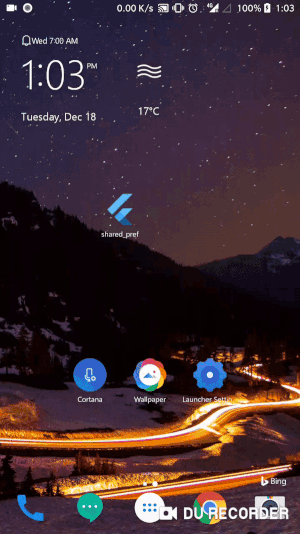 0.00 K/s 100% 1:03
Wed 7:00 AM
1:03 PM
17°C
Tuesday, Dec 18
shared_pref
Cortana Wallpaper Launcher Settin
Bing
DU RECORDER